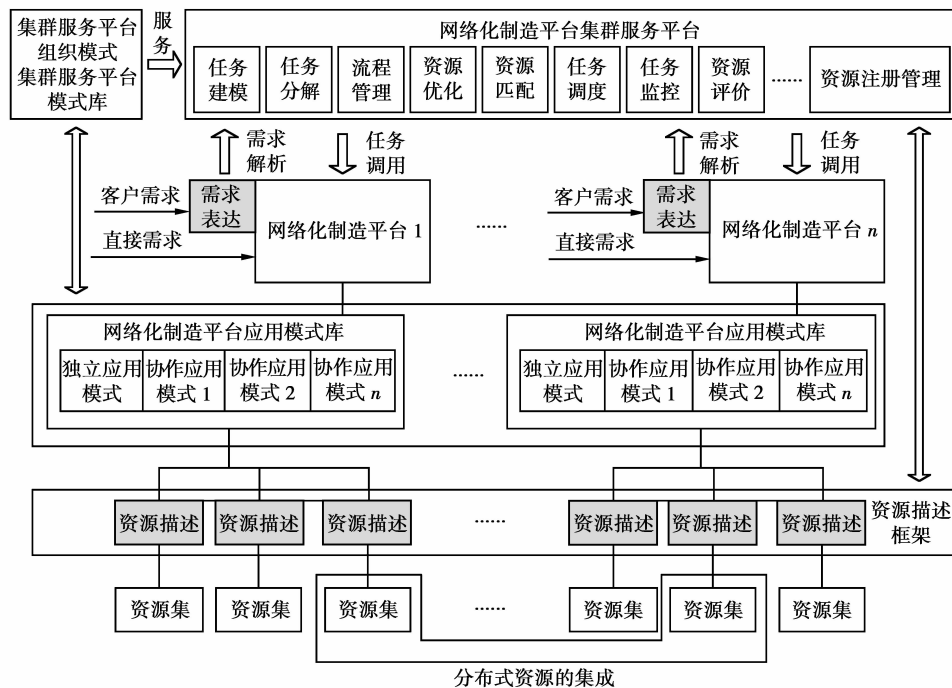 集群服务平台
组织模式
集群服务平台
模式库
服
务
网络化制造平台集群服务平台
任务
建模
任务
分解
流程
管理
资源
优化
资源
匹配
任务
调度
任务
监控
资源
评价
……
资源注册管理
需求
解析
任务
调用
需求
解析
任务
调用
客户需求
直接需求
需求
表达
网络化制造平台 1
……
客户需求
直接需求
需求
表达
网络化制造平台 n
网络化制造平台应用模式库
独立应用
模式
协作应用
模式 1
协作应用
模式 2
协作应用
模式 n
……
网络化制造平台应用模式库
独立应用
模式
协作应用
模式 1
协作应用
模式 2
协作应用
模式 n
资源描述
资源描述
资源描述
……
资源描述
资源描述
资源描述
资源描述
框架
资源集
资源集
资源集
……
资源集
资源集
资源集
分布式资源的集成